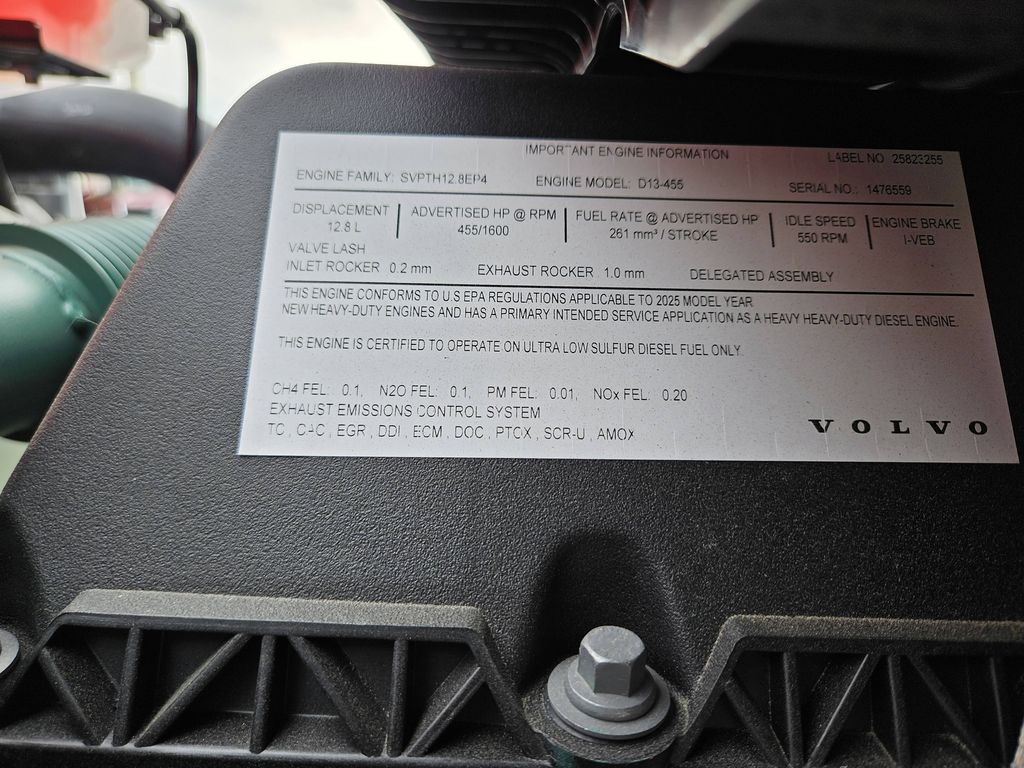 IMPORTANT ENGINE INFORMATION
LABEL NO 25823255
ENGINE FAMILY: SVPTH12.8EP4 ENGINE MODEL: D13-455 SERIAL NO.: 1476559
DISPLACEMENT ADVERTISED HP @ RPM FUEL RATE @ ADVERTISED HP IDLE SPEED ENGINE BRAKE
12.8 L 455/1600 261 mm³ / STROKE 550 RPM I-VEB
VALVE LASH
INLET ROCKER 0.2 mm EXHAUST ROCKER 1.0 mm DELEGATED ASSEMBLY
THIS ENGINE CONFORMS TO U.S EPA REGULATIONS APPLICABLE TO 2025 MODEL YEAR
NEW HEAVY-DUTY ENGINES AND HAS A PRIMARY INTENDED SERVICE APPLICATION AS A HEAVY HEAVY-DUTY DIESEL ENGINE.
THIS ENGINE IS CERTIFIED TO OPERATE ON ULTRA LOW SULFUR DIESEL FUEL ONLY.
CH4 FEL: 0.1, N2O FEL: 0.1, PM FEL: 0.01, NOx FEL: 0.20
EXHAUST EMISSIONS CONTROL SYSTEM
TC , CAC , EGR , DDI , ECM , DOC , PTOX , SCR-U , AMOX
VOLVO